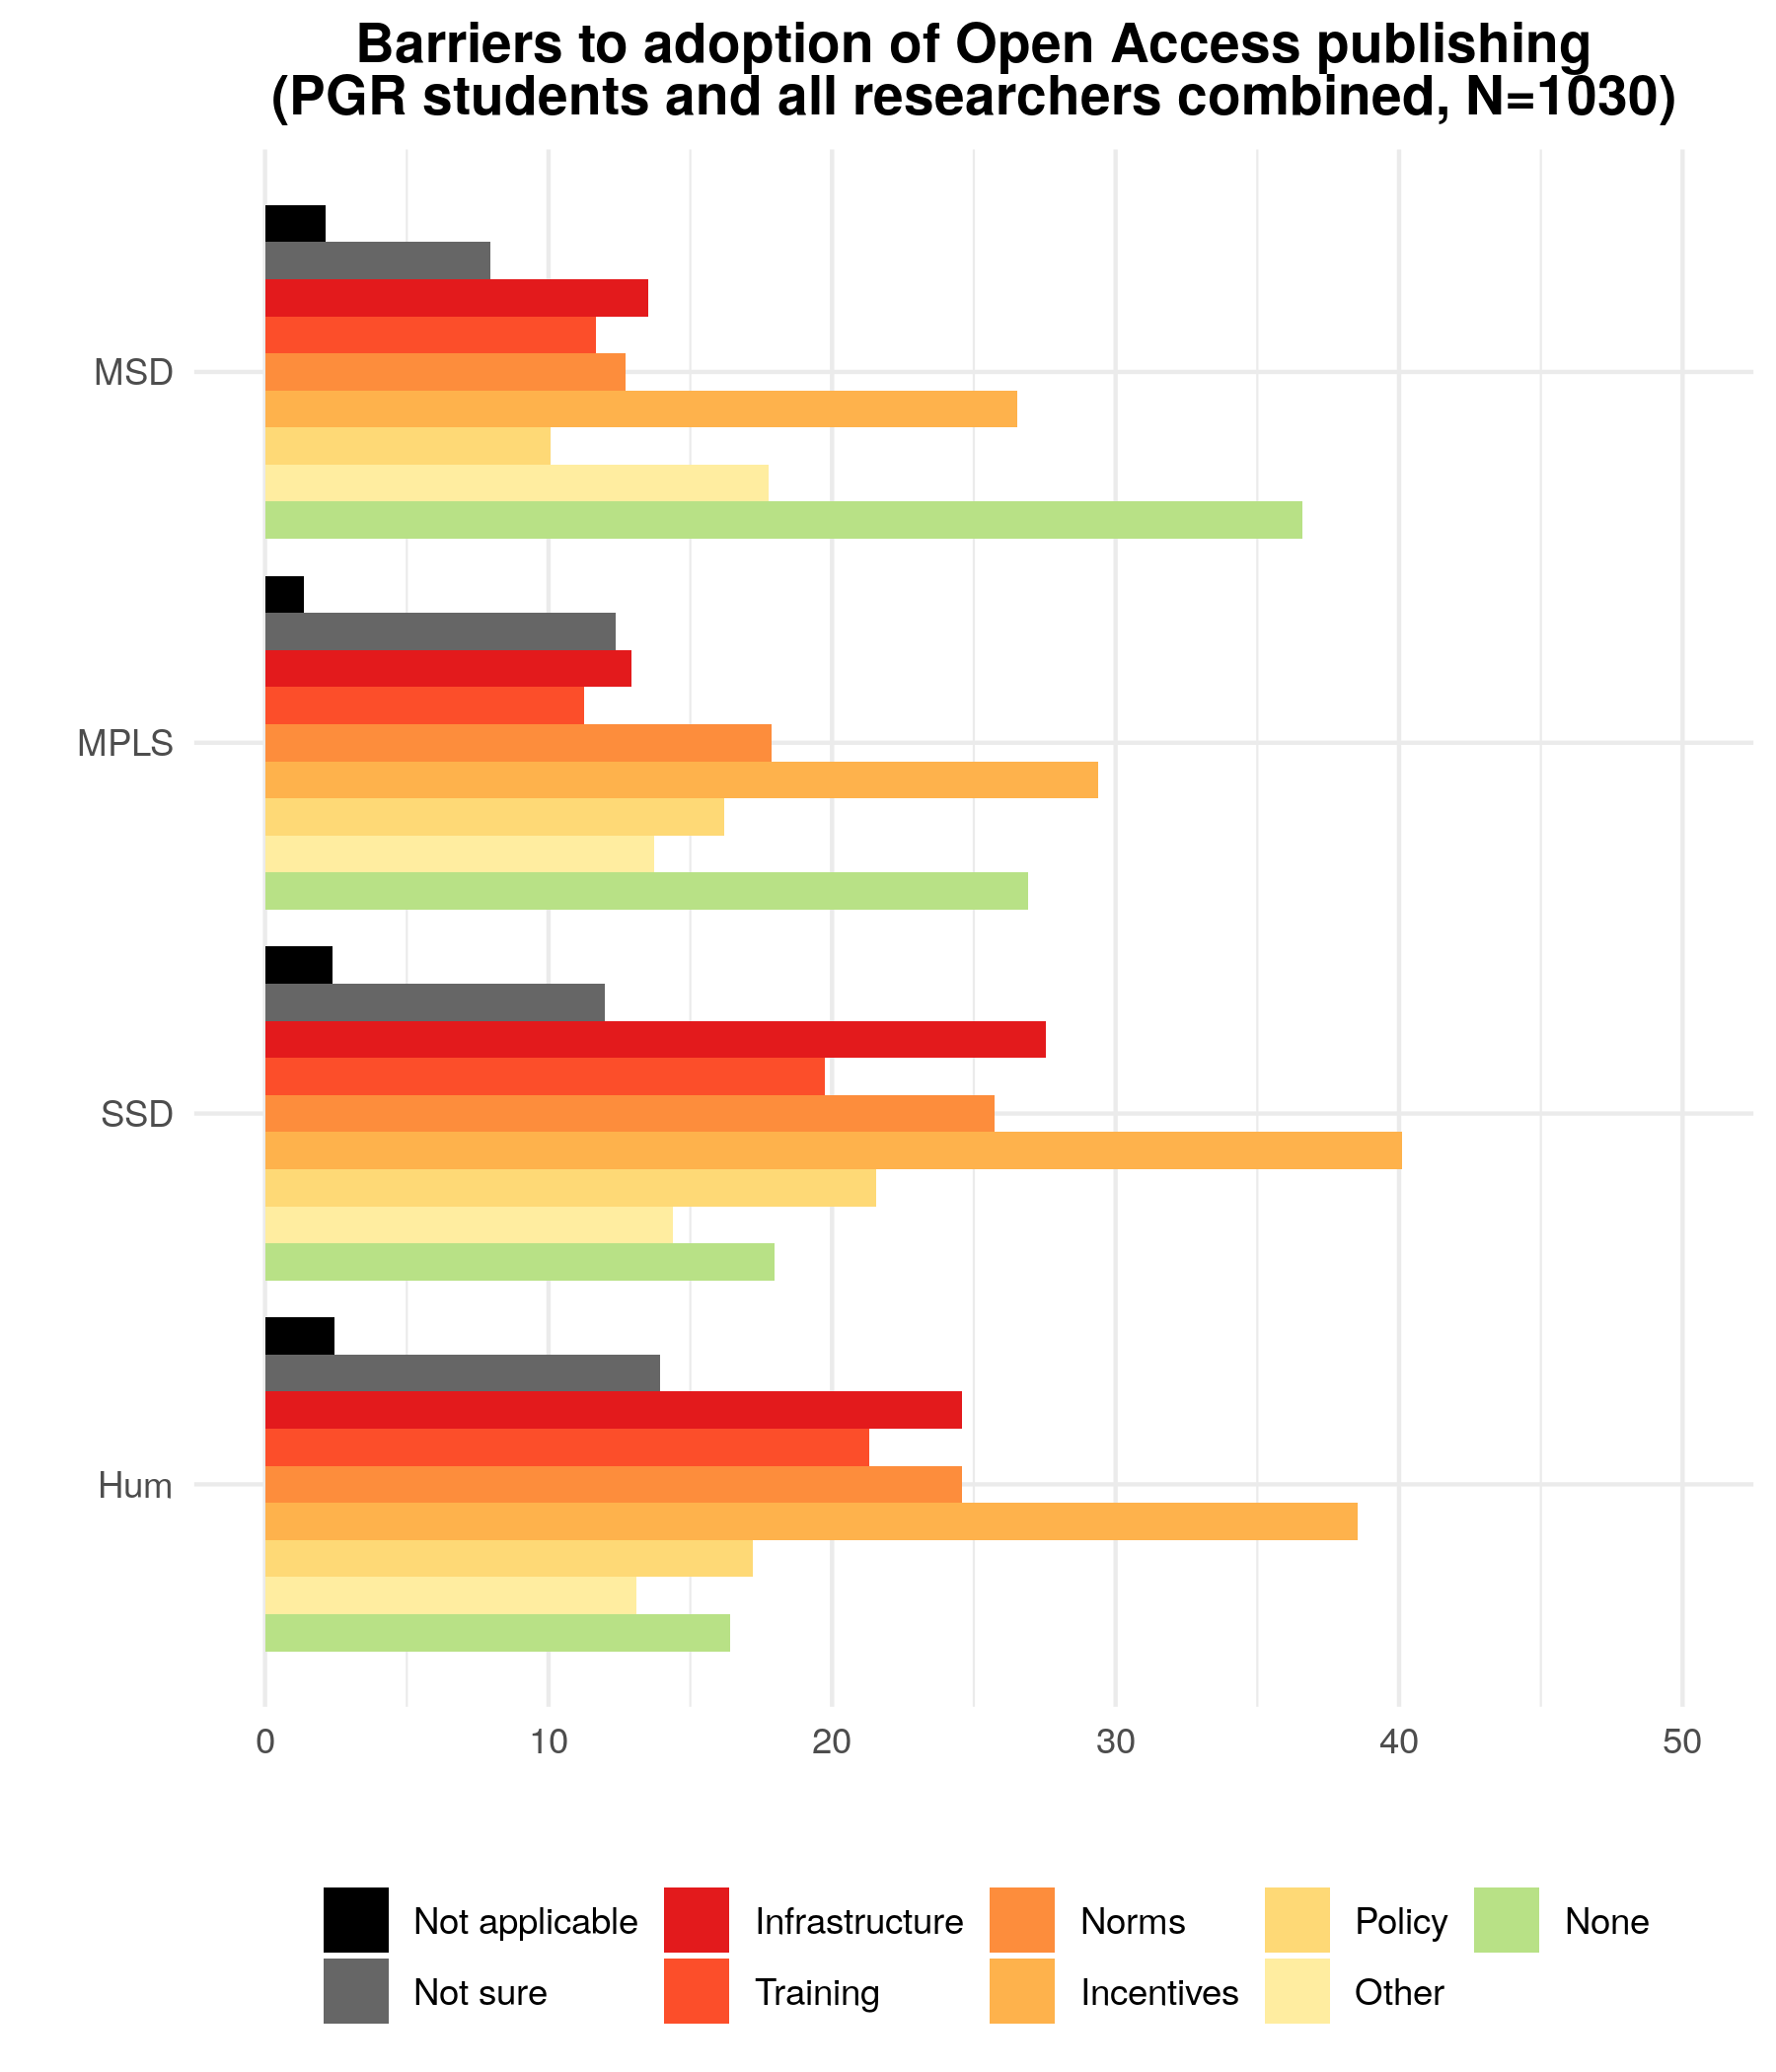 Barriers to adoption of Open Access publishing
(PGR students and all researchers combined, N=1030)
MSD
MPLS
SSD
Hum
0 10 20 30 40 50
Not applicable Infrastructure Norms Policy None
Not sure Training Incentives Other